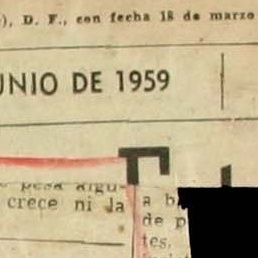 ), D. F., con fecha 18 de marzo
UNIO DE 1959
crece ni la
a
de p
tes.